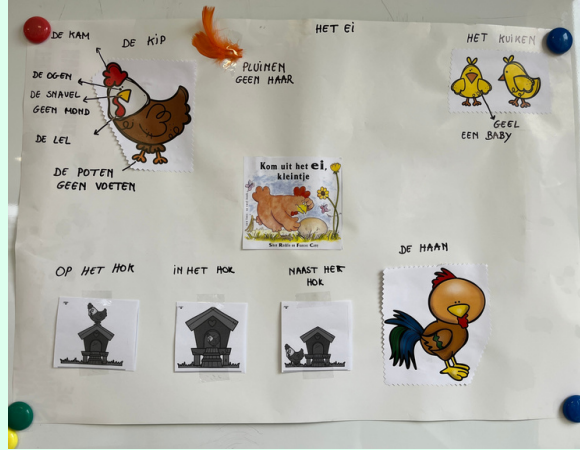 DE KAM
DE KIP
HET Ei
HET KUIKEN
DE OGEN
DE SNAVEL
GEEN MOND
DE LEL
DE POTEN
GEEN VOETEN
PLUiMEN
GEEN HAAR
GEEL
EEN BABY
Kom uit het ei,
kleintje
OP HET HOK
iN HET HOK
NAAST HET
HOK
DE HAAN